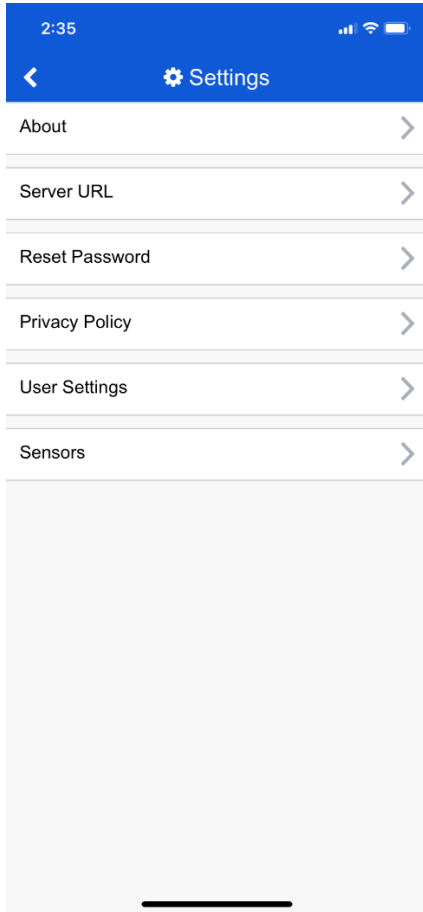 2:35
Settings
About
Server URL
Reset Password
Privacy Policy
User Settings
Sensors